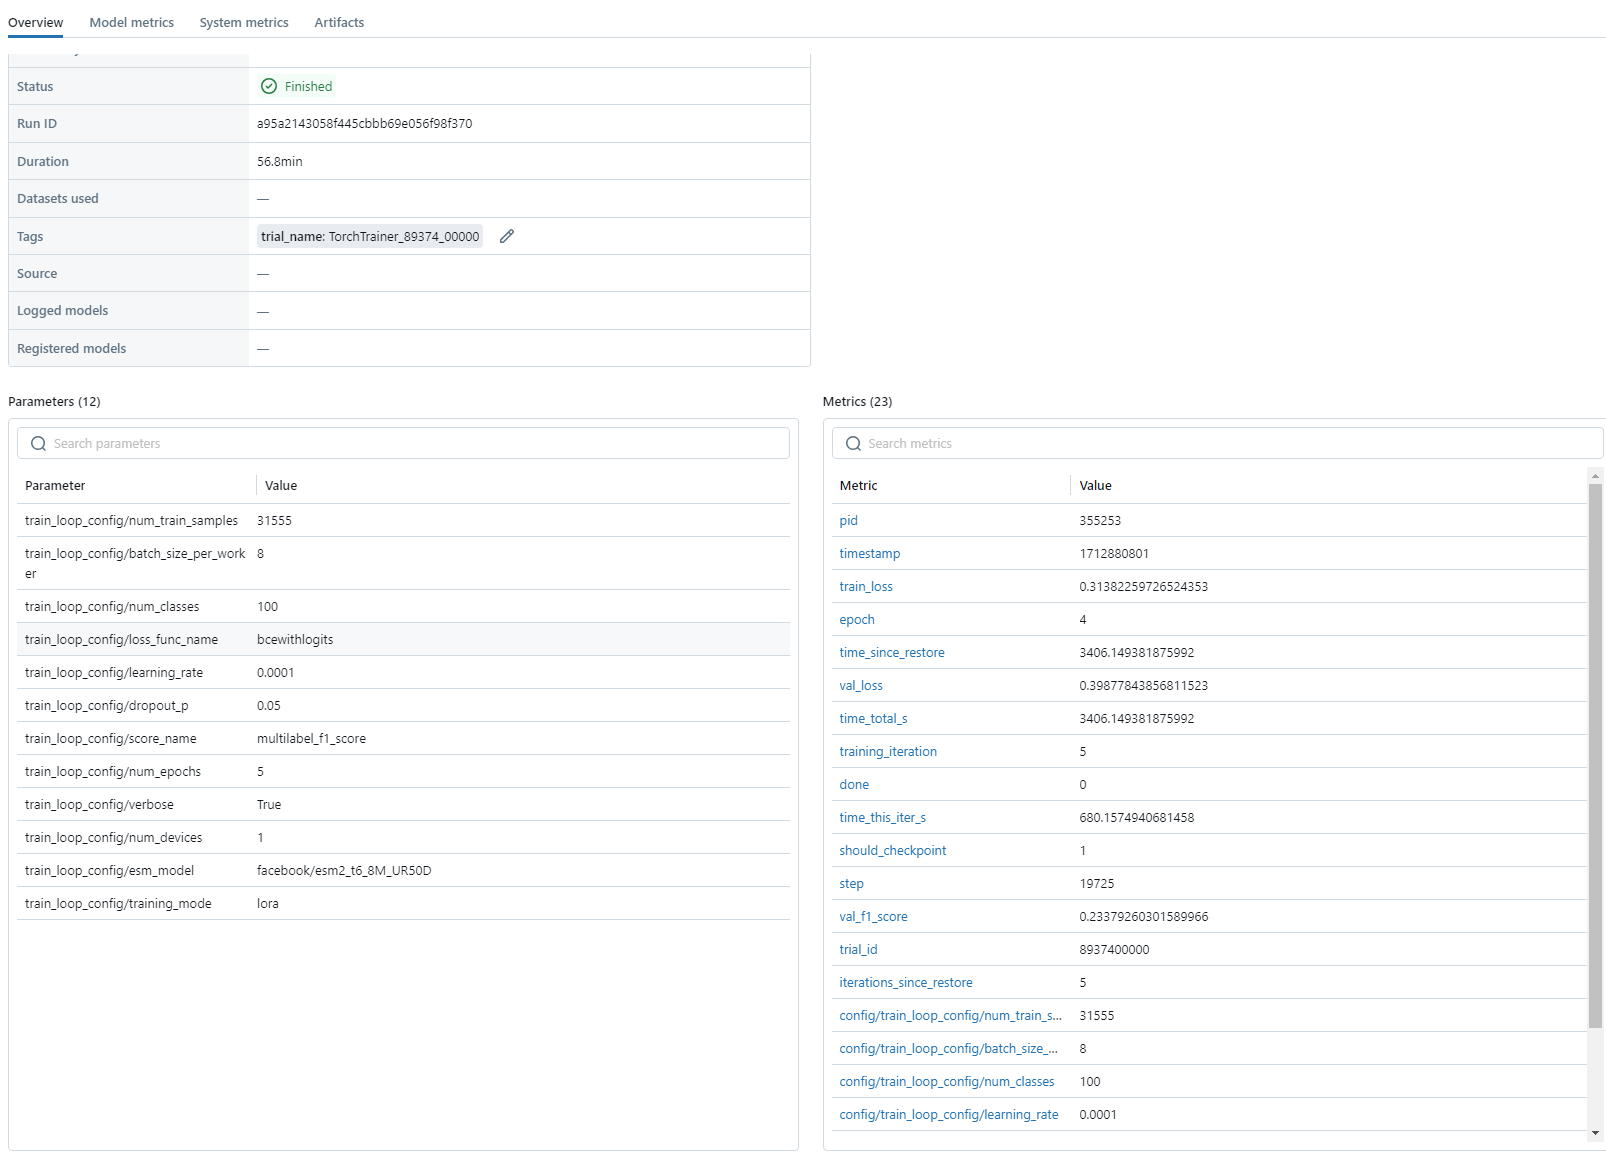 Overview Model metrics System metrics Artifacts
Status Finished
Run ID a95a2143058f445cbbb69e056f98f370
Duration 56.8min
Datasets used —
Tags trial_name: TorchTrainer_89374_00000
Source —
Logged models —
Registered models —
Parameters (12)
Search parameters
Parameter Value
train_loop_config/num_train_samples 31555
train_loop_config/batch_size_per_work 8
er
train_loop_config/num_classes 100
train_loop_config/loss_func_name bcewithlogits
train_loop_config/learning_rate 0.0001
train_loop_config/dropout_p 0.05
train_loop_config/score_name multilabel_f1_score
train_loop_config/num_epochs 5
train_loop_config/verbose True
train_loop_config/num_devices 1
train_loop_config/esm_model facebook/esm2_t6_8M_UR50D
train_loop_config/training_mode lora
Metrics (23)
Search metrics
Metric Value
pid 355253
timestamp 1712880801
train_loss 0.31382259726524353
epoch 4
time_since_restore 3406.149381875992
val_loss 0.39877843856811523
time_total_s 3406.149381875992
training_iteration 5
done 0
time_this_iter_s 680.1574940681458
should_checkpoint 1
step 19725
val_f1_score 0.23379260301589966
trial_id 8937400000
iterations_since_restore 5
config/train_loop_config/num_train_s... 31555
config/train_loop_config/batch_size_... 8
config/train_loop_config/num_classes 100
config/train_loop_config/learning_rate 0.0001